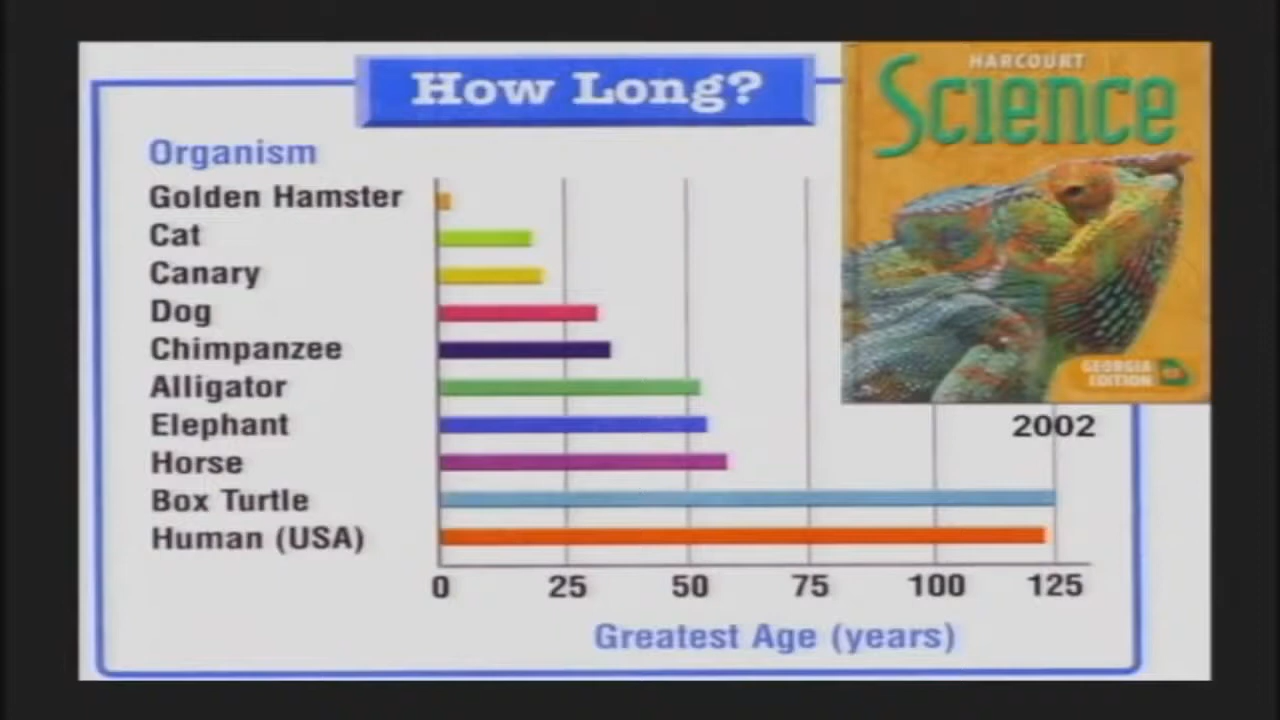 How Long?
HARCOURT
Science
GEORGIA
EDITION
2002
Organism
Golden Hamster
Cat
Canary
Dog
Chimpanzee
Alligator
Elephant
Horse
Box Turtle
Human (USA)
0 25 50 75 100 125
Greatest Age (years)